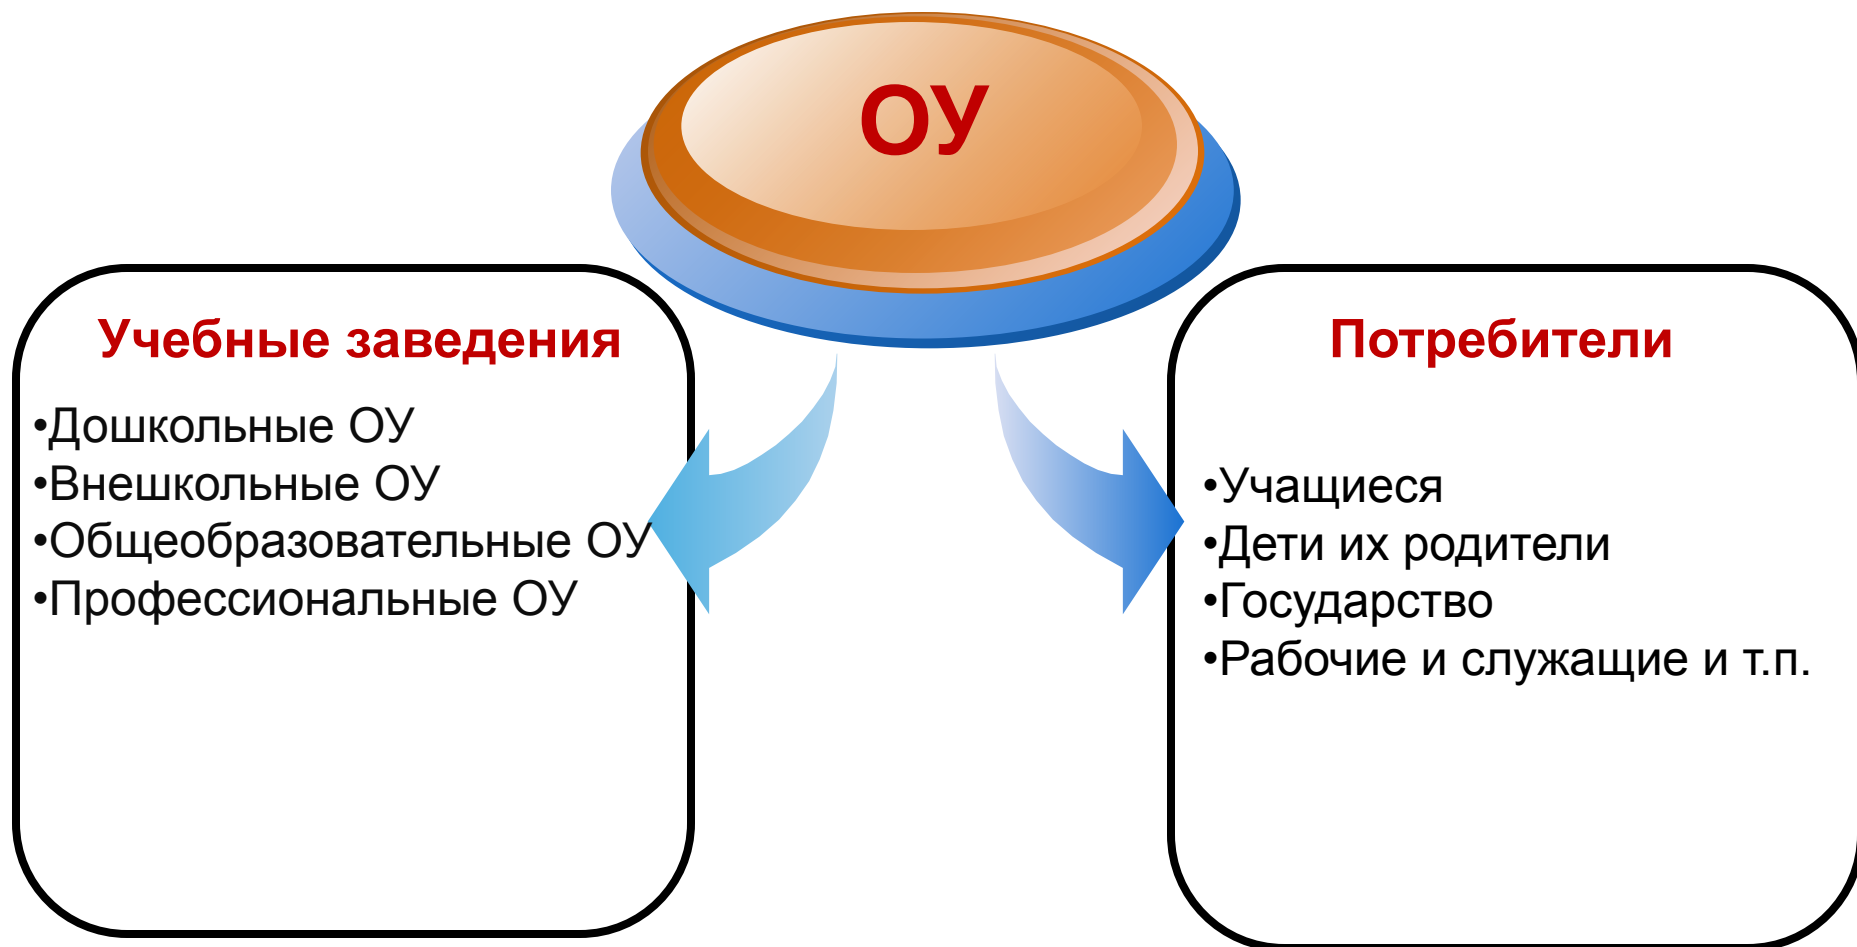 ОУ
Учебные заведения
•Дошкольные ОУ
•Внешкольные ОУ
•Общеобразовательные ОУ
•Профессиональные ОУ
Потребители
•Учащиеся
•Дети их родители
•Государство
•Рабочие и служащие и т.п.